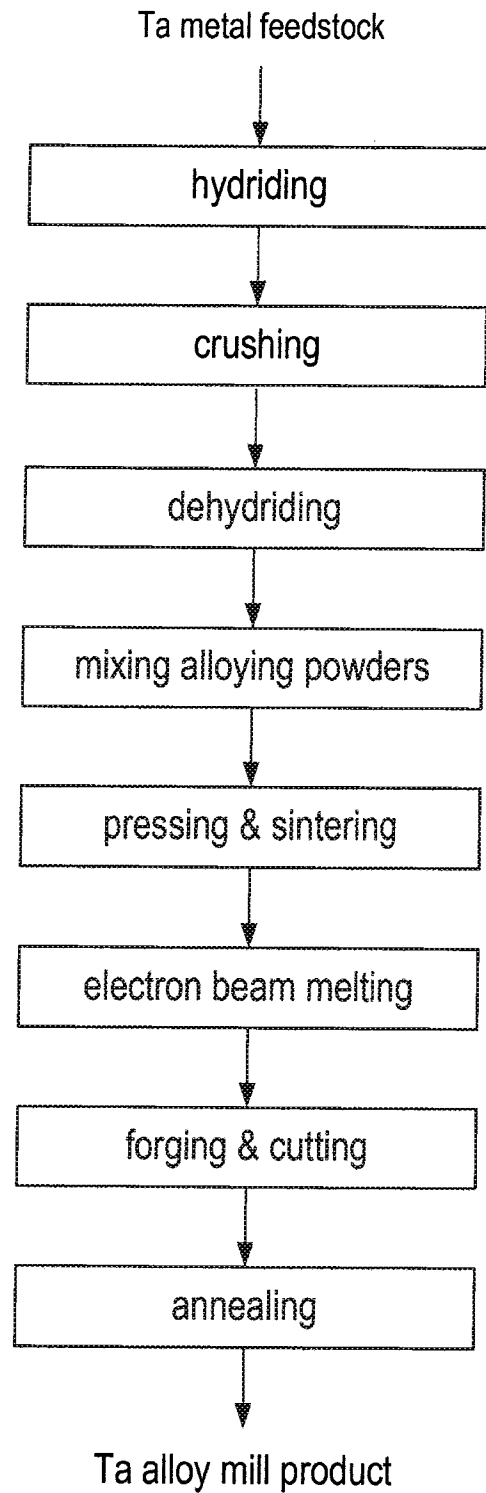 Ta metal feedstock
hydriding
crushing
dehydriding
mixing alloying powders
pressing & sintering
electron beam melting
forging & cutting
annealing
Ta alloy mill product